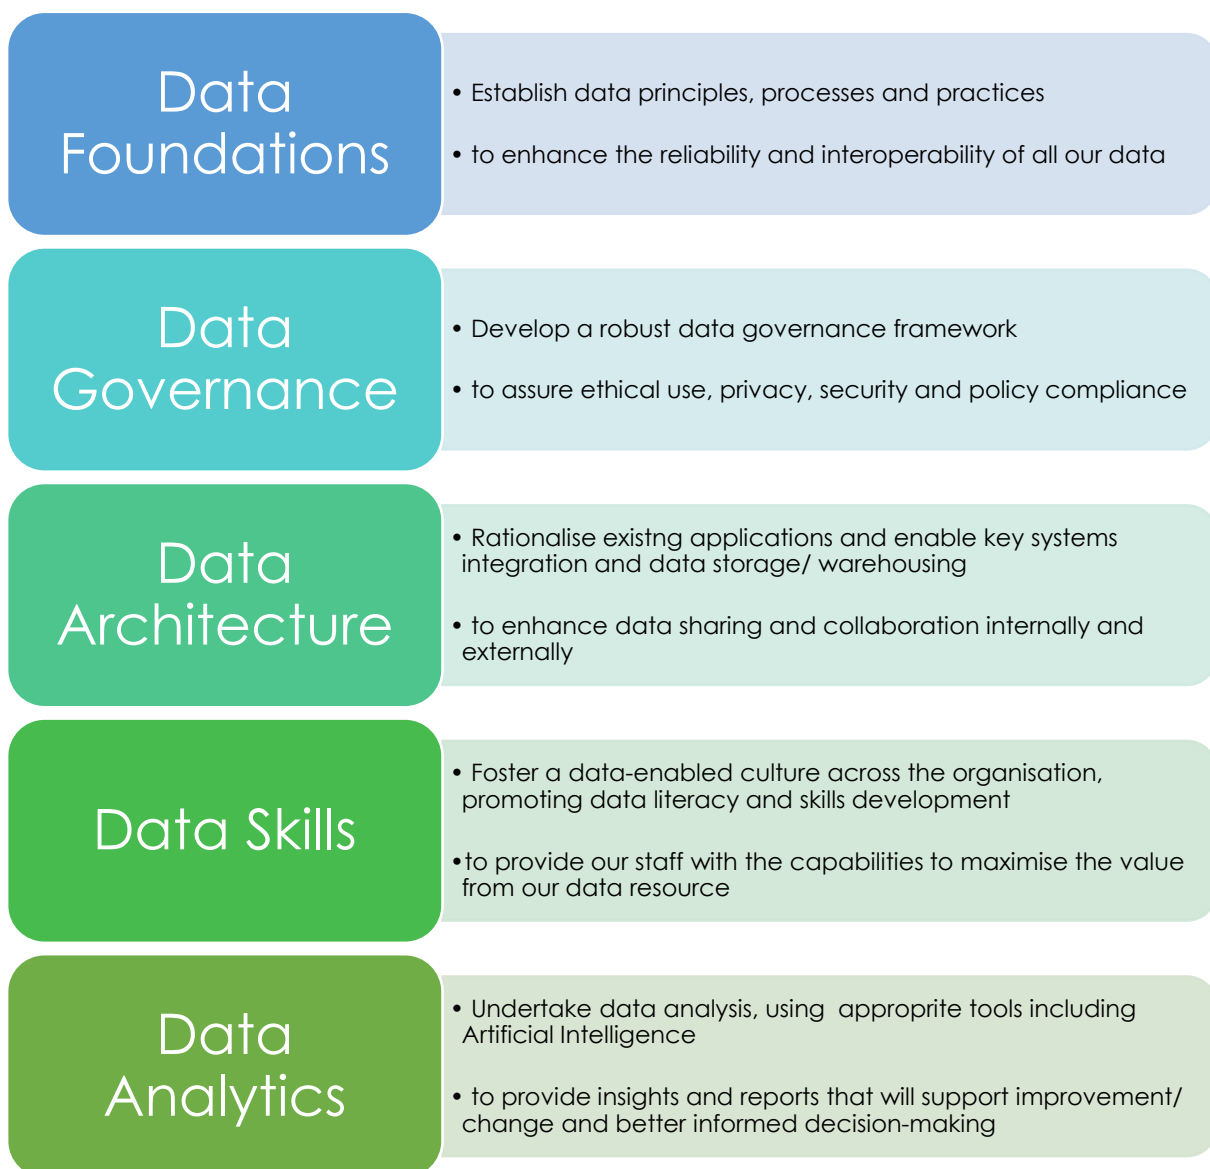 Data
Foundations
• Establish data principles, processes and practices
• to enhance the reliability and interoperability of all our data
Data
Governance
• Develop a robust data governance framework
• to assure ethical use, privacy, security and policy compliance
Data
Architecture
• Rationalise existng applications and enable key systems
integration and data storage/ warehousing
• to enhance data sharing and collaboration internally and
externally
Data Skills
• Foster a data-enabled culture across the organisation,
promoting data literacy and skills development
•to provide our staff with the capabilities to maximise the value
from our data resource
Data
Analytics
• Undertake data analysis, using  approprite tools including
Artificial Intelligence
• to provide insights and reports that will support improvement/
change and better informed decision-making